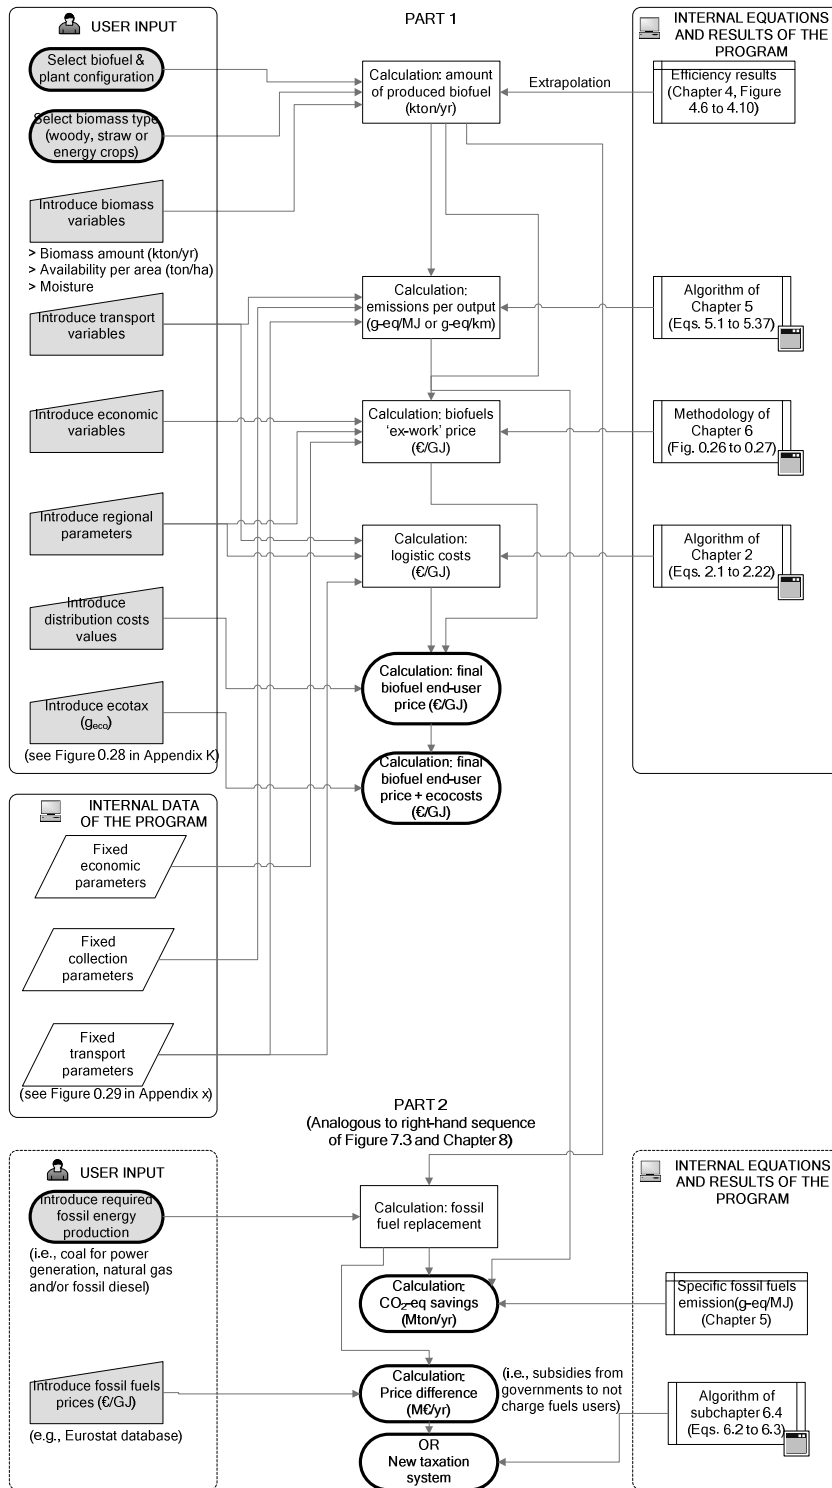 USER INPUT
Select biofuel &
plant configuration
Select biomass type
(woody, straw or
energy crops)
Introduce biomass
variables
> Biomass amount (kton/yr)
> Availability per area (ton/ha)
> Moisture
Introduce transport
variables
Introduce economic
variables
Introduce regional
parameters
Introduce
distribution costs
values
Introduce ecotax
(geco)
(see Figure 0.28 in Appendix K)
INTERNAL DATA
OF THE PROGRAM
Fixed
economic
parameters
Fixed
collection
parameters
Fixed
transport
parameters
(see Figure 0.29 in Appendix x)
PART 1
Calculation: amount
of produced biofuel
(kton/yr)
Extrapolation
Calculation:
emissions per output
(g-eq/MJ or g-eq/km)
Calculation: biofuels
‘ex-work’ price
(€/GJ)
Calculation:
logistic costs
(€/GJ)
Calculation: final
biofuel end-user
price (€/GJ)
Calculation: final
biofuel end-user
price + ecocosts
(€/GJ)
INTERNAL EQUATIONS
AND RESULTS OF THE
PROGRAM
Efficiency results
(Chapter 4, Figure
4.6 to 4.10)
Algorithm of
Chapter 5
(Eqs. 5.1 to 5.37)
Methodology of
Chapter 6
(Fig. 0.26 to 0.27)
Algorithm of
Chapter 2
(Eqs. 2.1 to 2.22)
PART 2
(Analogous to right-hand sequence
of Figure 7.3 and Chapter 8)
USER INPUT
Introduce required
fossil energy
production
(i.e., coal for power
generation, natural gas
and/or fossil diesel)
Introduce fossil fuels
prices (€/GJ)
(e.g., Eurostat database)
Calculation: fossil
fuel replacement
Calculation:
CO2-eq savings
(Mton/yr)
Calculation:
Price difference
(M€/yr)
(i.e., subsidies from
governments to not
charge fuels users)
OR
New taxation
system
INTERNAL EQUATIONS
AND RESULTS OF THE
PROGRAM
Specific fossil fuels
emission(g-eq/MJ)
(Chapter 5)
Algorithm of
subchapter 6.4
(Eqs. 6.2 to 6.3)